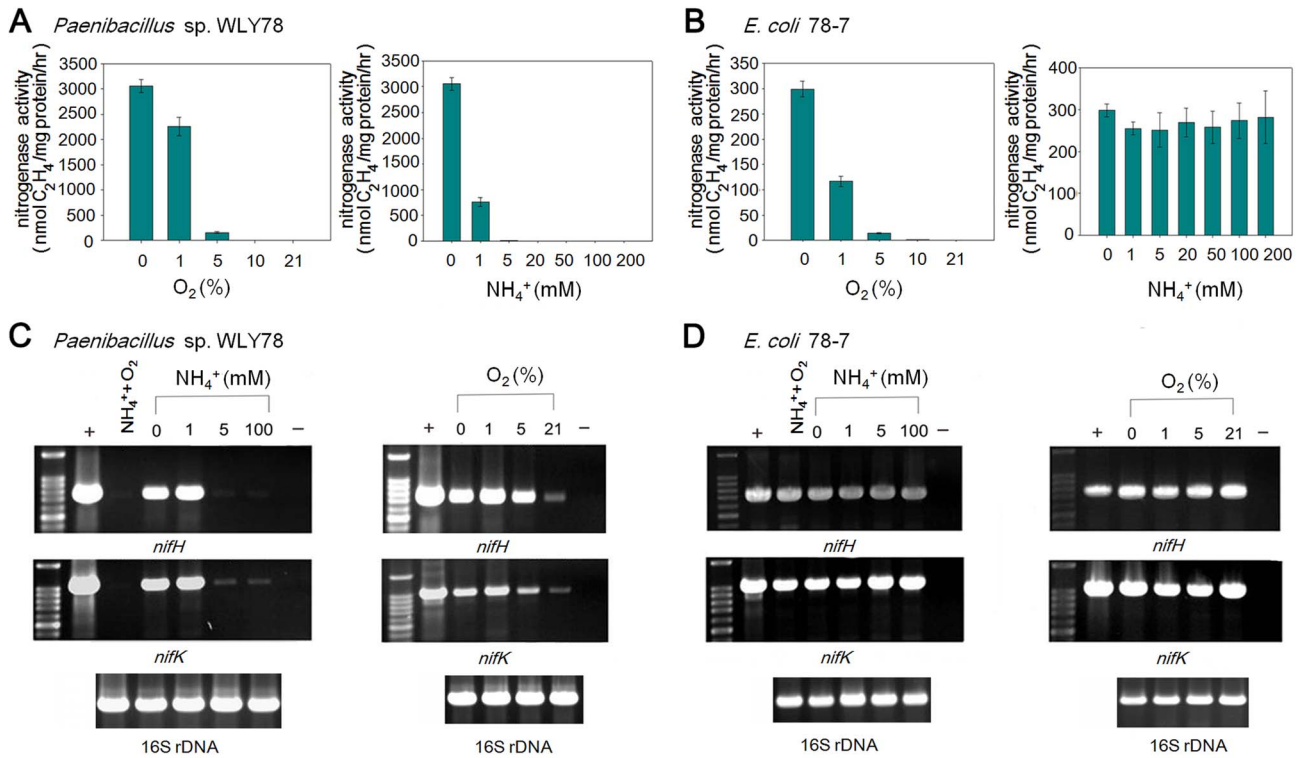 A
Paenibacillus sp. WLY78
B
E. coli 78-7
nitrogenase activity
(nmol C₂H₄/mg protein/hr)
3500
3000
2500
2000
1500
1000
500
0
0 1 5 10 21
O₂ (%)
nitrogenase activity
(nmol C₂H₄/mg protein/hr)
3500
3000
2500
2000
1500
1000
500
0
0 1 5 20 50 100 200
NH₄⁺ (mM)
nitrogenase activity
(nmol C₂H₄/mg protein/hr)
350
300
250
200
150
100
50
0
0 1 5 10 21
O₂ (%)
nitrogenase activity
(nmol C₂H₄/mg protein/hr)
400
300
200
100
0
0 1 5 20 50 100 200
NH₄⁺ (mM)
C
Paenibacillus sp. WLY78
NH₄⁺ (mM)
+ NH₄⁺+ O₂ 0 1 5 100 −
nifH
nifK
16S rDNA
O₂ (%)
+ 0 1 5 21 −
nifH
nifK
16S rDNA
D
E. coli 78-7
NH₄⁺ (mM)
+ NH₄⁺+ O₂ 0 1 5 100 −
nifH
nifK
16S rDNA
O₂ (%)
+ 0 1 5 21 −
nifH
nifK
16S rDNA